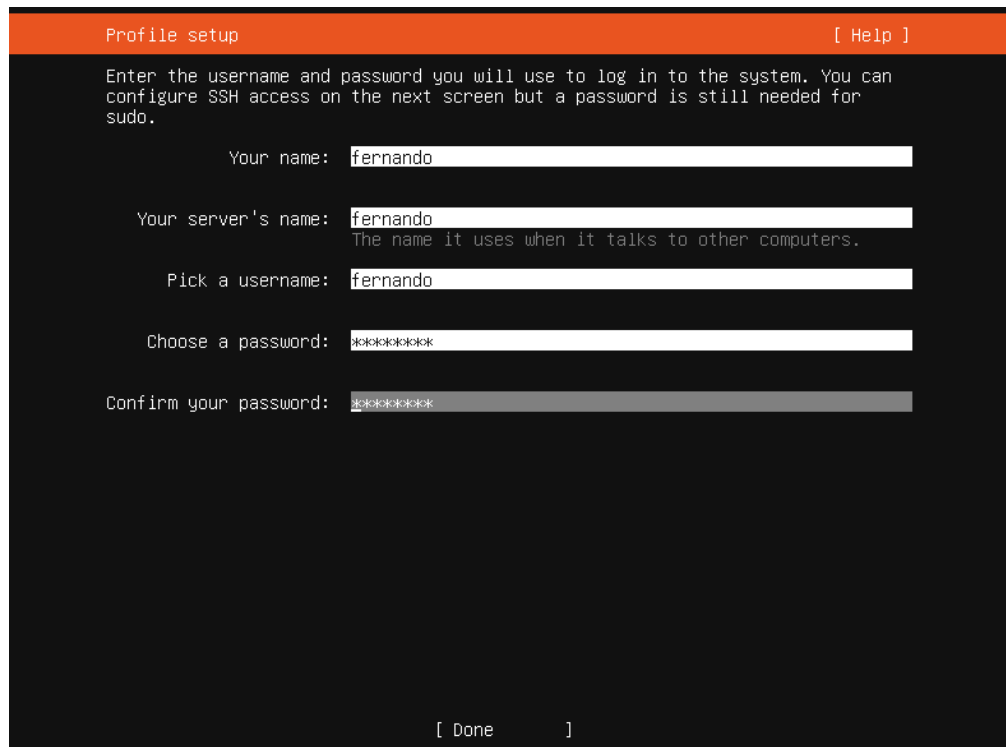 Profile setup [ Help ]
Enter the username and password you will use to log in to the system. You can
configure SSH access on the next screen but a password is still needed for
sudo.
Your name: fernando
Your server's name: fernando
The name it uses when it talks to other computers.
Pick a username: fernando
Choose a password: ********
Confirm your password: ********
[ Done ]